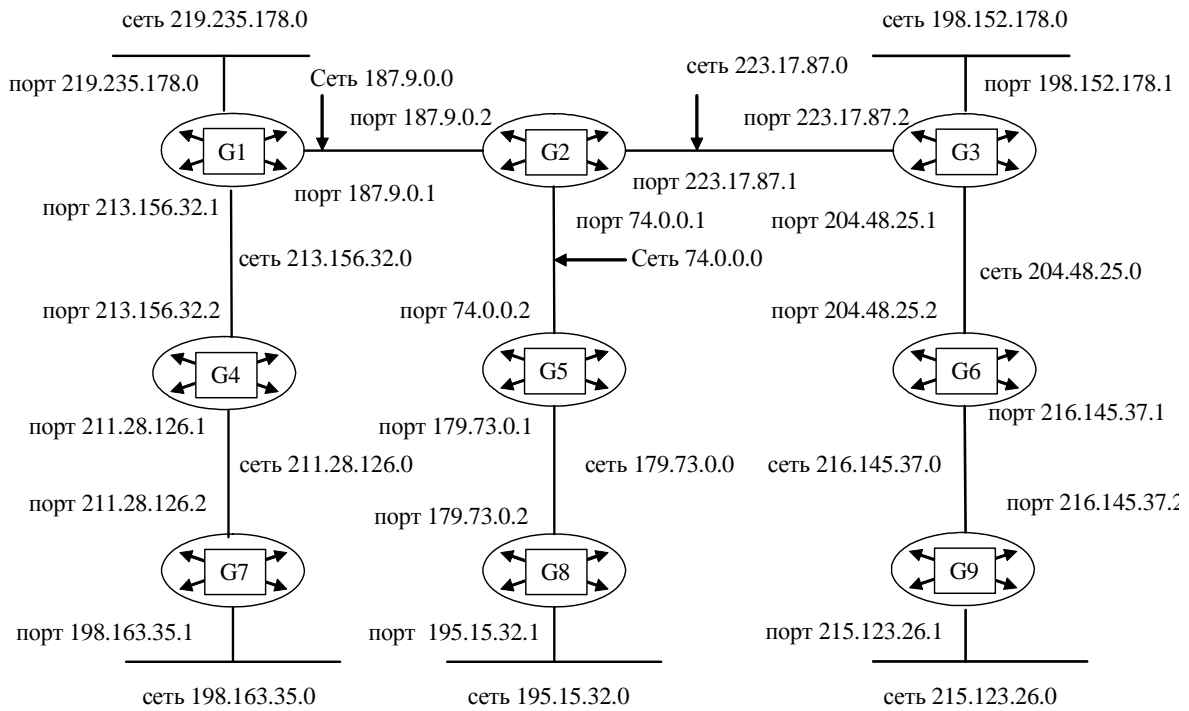 сеть 219.235.178.0
сеть 198.152.178.0
порт 219.235.178.0
Сеть 187.9.0.0
сеть 223.17.87.0
порт 198.152.178.1
порт 187.9.0.2
порт 223.17.87.2
G1
G2
G3
порт 187.9.0.1
порт 223.17.87.1
порт 213.156.32.1
порт 74.0.0.1
порт 204.48.25.1
сеть 213.156.32.0
Сеть 74.0.0.0
сеть 204.48.25.0
порт 213.156.32.2
порт 74.0.0.2
порт 204.48.25.2
G4
G5
G6
порт 211.28.126.1
порт 179.73.0.1
порт 216.145.37.1
сеть 211.28.126.0
сеть 179.73.0.0
сеть 216.145.37.0
порт 211.28.126.2
порт 179.73.0.2
порт 216.145.37.2
G7
G8
G9
порт 198.163.35.1
порт 195.15.32.1
порт 215.123.26.1
сеть 198.163.35.0
сеть 195.15.32.0
сеть 215.123.26.0